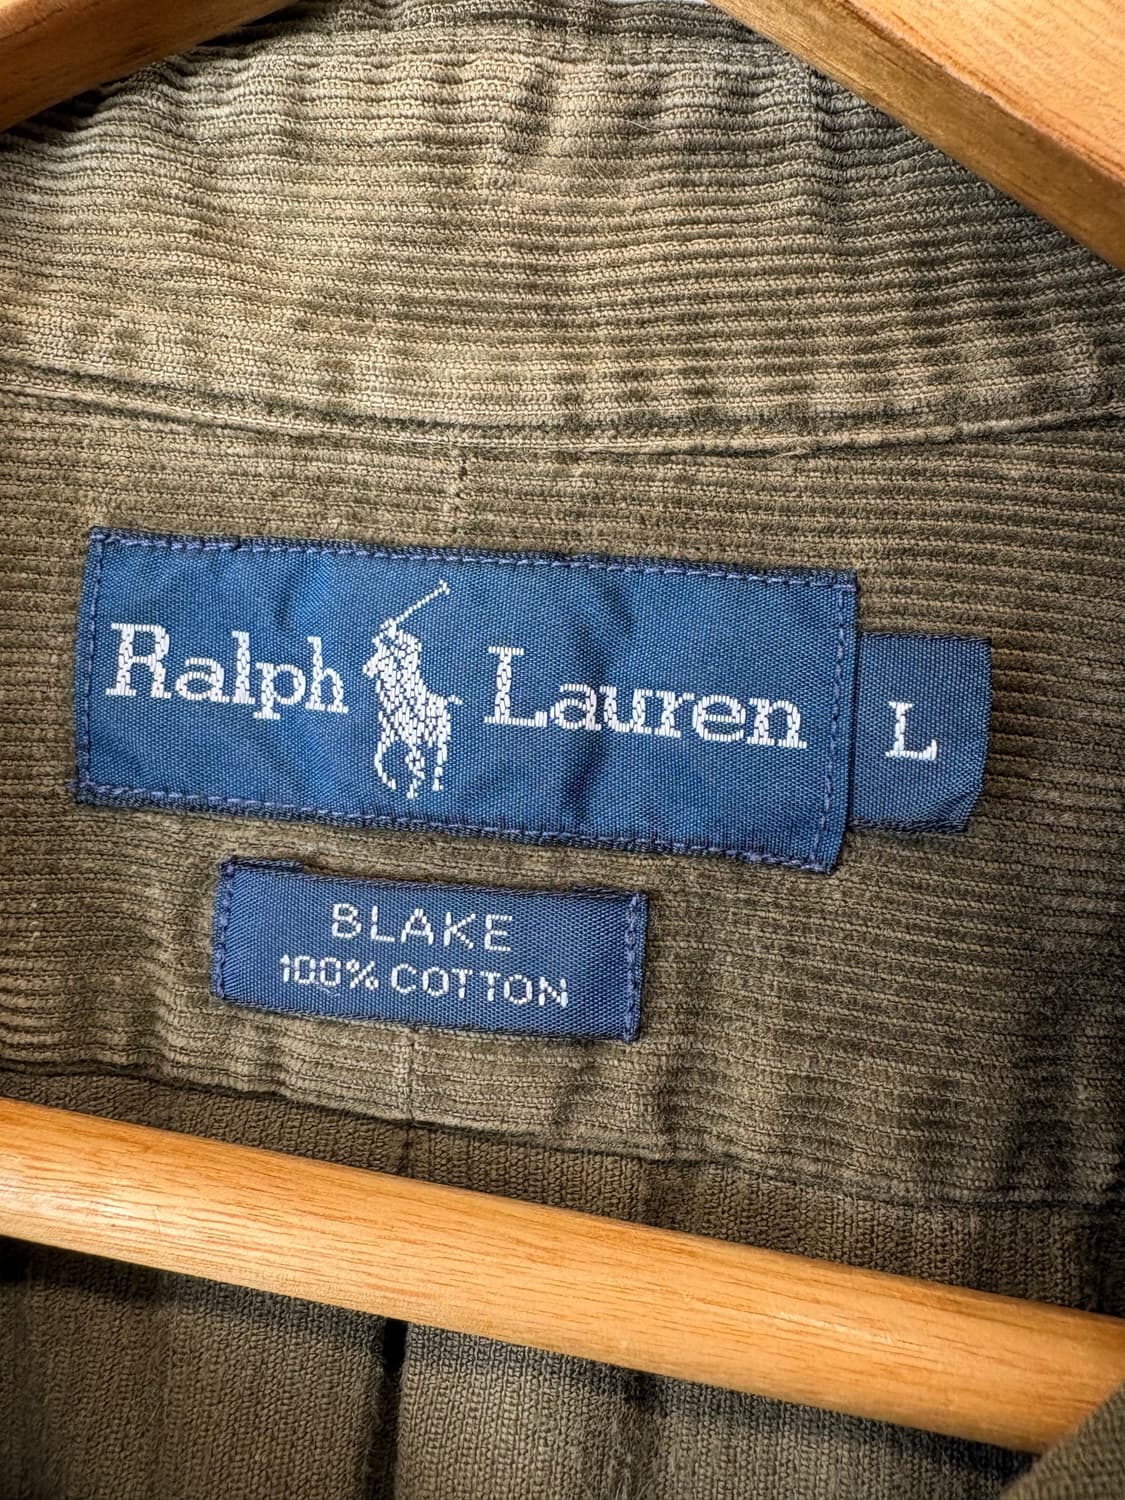 Ralph Lauren
L
BLAKE
100% COTTON